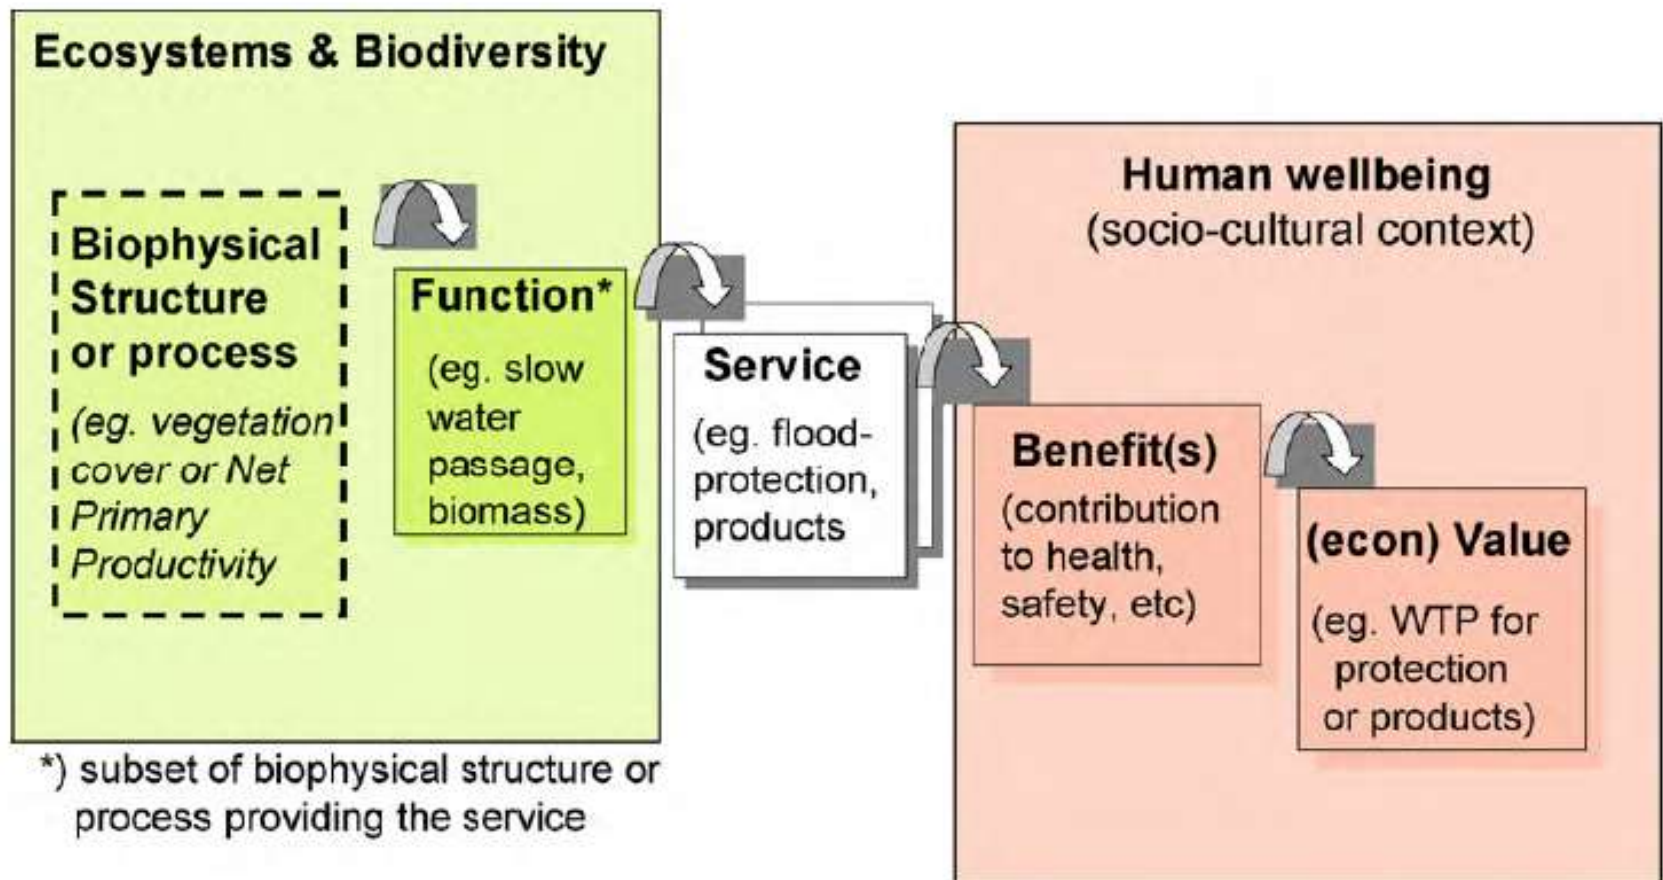 Ecosystems & Biodiversity
Biophysical
Structure
or process
(eg. vegetation
cover or Net
Primary
Productivity
Function*
(eg. slow
water
passage,
biomass)
Service
(eg. flood-
protection,
products
Human wellbeing
(socio-cultural context)
Benefit(s)
(contribution
to health,
safety, etc)
(econ) Value
(eg. WTP for
protection
or products)
*) subset of biophysical structure or
process providing the service